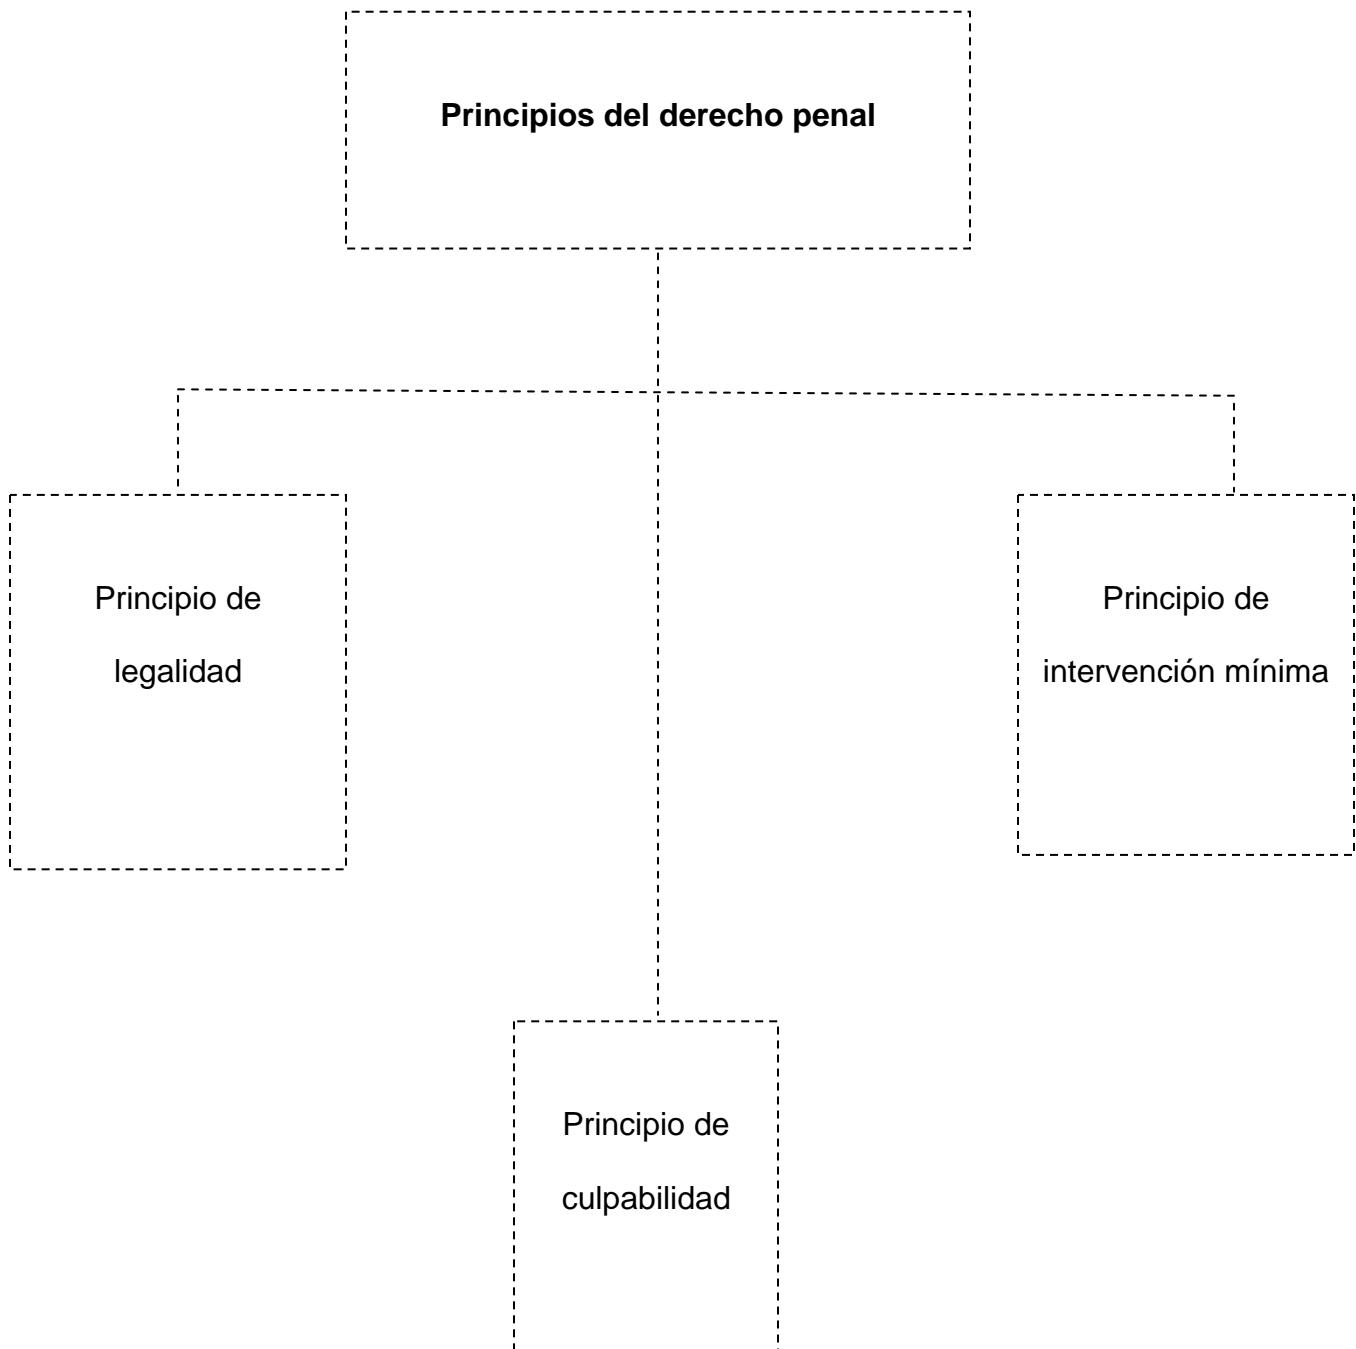 Principios del derecho penal
Principio de
legalidad
Principio de
intervención mínima
Principio de
culpabilidad